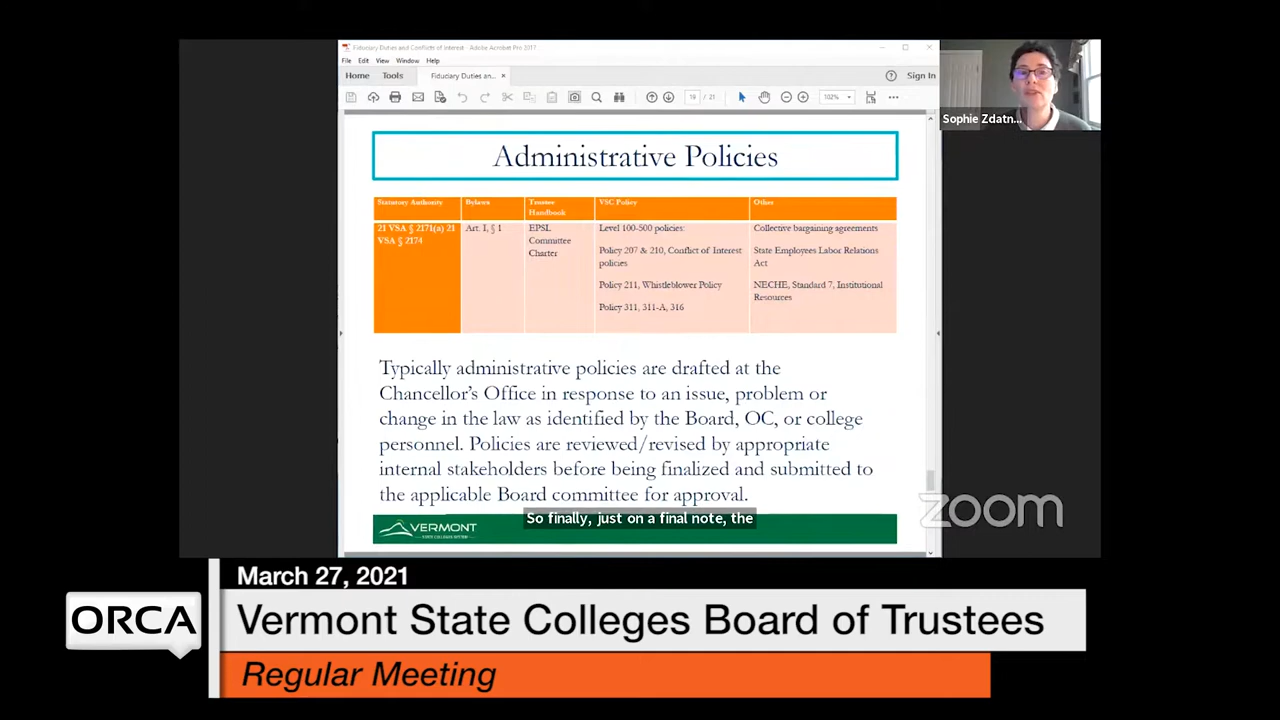 Fiduciary Duties and Conflicts of Interest - Adobe Acrobat Pro 2017
File Edit View Window Help
Home Tools Fiduciary Duties an... × Sign In
19 / 21 102%
Sophie Zdatn...
Administrative Policies
Statutory Authority
Bylaws
Trustee
Handbook
VSC Policy
Other
21 VSA § 2171(a) 21
VSA § 2174
Art. I, § 1
EPSL
Committee
Charter
Level 100-500 policies:
Policy 207 & 210, Conflict of Interest
policies
Policy 211, Whistleblower Policy
Policy 311, 311-A, 316
Collective bargaining agreements
State Employees Labor Relations
Act
NECHE, Standard 7, Institutional
Resources
Typically administrative policies are drafted at the
Chancellor's Office in response to an issue, problem or
change in the law as identified by the Board, OC, or college
personnel. Policies are reviewed/revised by appropriate
internal stakeholders before being finalized and submitted to
the applicable Board committee for approval.
So finally, just on a final note, the
VERMONT
STATE COLLEGES SYSTEM
zoom
March 27, 2021
ORCA
Vermont State Colleges Board of Trustees
Regular Meeting